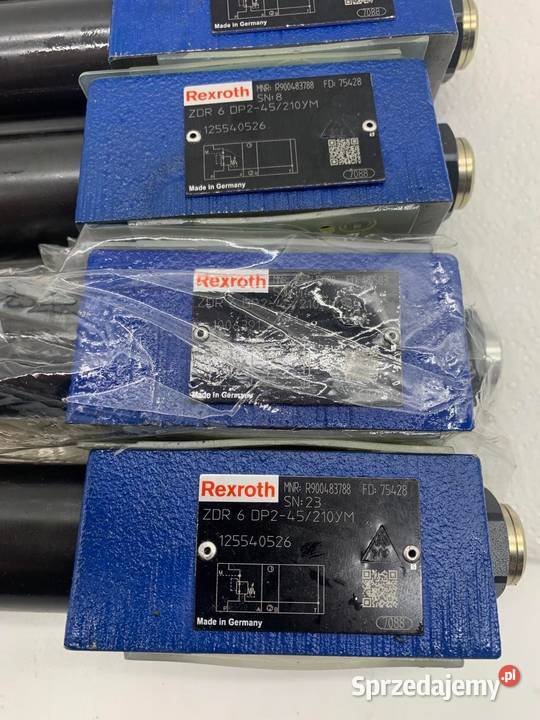 7088
Made in Germany
Rexroth MNR: R900483788 FD: 75428
SN: 8
ZDR 6 DP2-45/210YM
125540526
Made in Germany
7088
Rexroth
ZDR
Made in Germany
Rexroth MNR: R900483788 FD: 75428
SN: 23
ZDR 6 DP2-45/210YM
125540526
M
P A B T
Made in Germany
7088
Sprzedajemy.pl